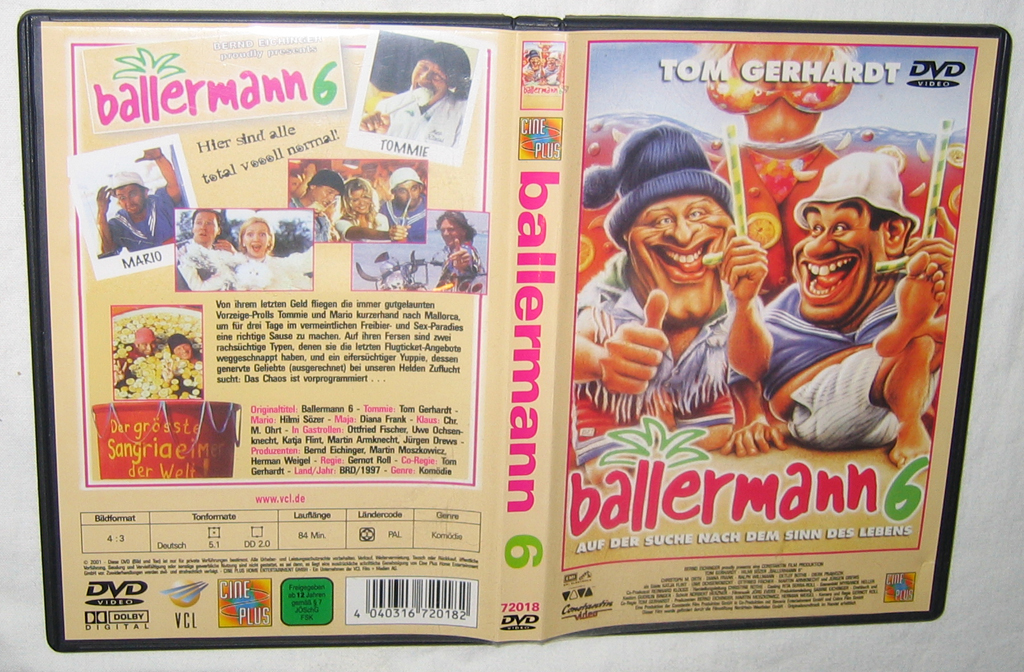 BERND EICHINGER
proudly presents
ballermann 6
Hier sind alle
total voooll normal!
TOMMIE
MARIO
Von ihrem letzten Geld fliegen die immer gutgelaunten
Vorzeige-Prolls Tommie und Mario kurzerhand nach Mallorca,
um für drei Tage im vermeintlichen Freibier- und Sex-Paradies
eine richtige Sause zu machen. Auf ihren Fersen sind zwei
rachsüchtige Typen, denen sie die letzten Flugticket-Angebote
weggeschnappt haben, und ein eifersüchtiger Yuppie, dessen
genervte Geliebte (ausgerechnet) bei unseren Helden Zuflucht
sucht: Das Chaos ist vorprogrammiert . . .
Der grösste
Sangriaeimer
der Welt!
Originaltitel: Ballermann 6 - Tommie: Tom Gerhardt -
Mario: Hilmi Sözer - Maja: Diana Frank - Klaus: Chr.
M. Ohrt - In Gastrollen: Ottfried Fischer, Uwe Ochsen-
knecht, Katja Flint, Martin Armknecht, Jürgen Drews -
Produzenten: Bernd Eichinger, Martin Moszkowicz,
Herman Weigel - Regie: Gernot Roll - Co-Regie: Tom
Gerhardt - Land/Jahr: BRD/1997 - Genre: Komödie
www.vcl.de
Bildformat Tonformate Lauflänge Ländercode Genre
4:3 Deutsch 5.1 DD 2.0 84 Min. PAL Komödie
DVD
VIDEO
DOLBY
DIGITAL
VCL
CINE
PLUS
Freigegeben
ab 12 Jahren
gemäß § 7
JÖSchG
FSK
4 040316 720182
ballermann
CINE
PLUS
ballermann 6
72018
DVD
VIDEO
TOM GERHARDT
DVD
VIDEO
ballermann 6
AUF DER SUCHE NACH DEM SINN DES LEBENS
Constantin
Video
CINE
PLUS